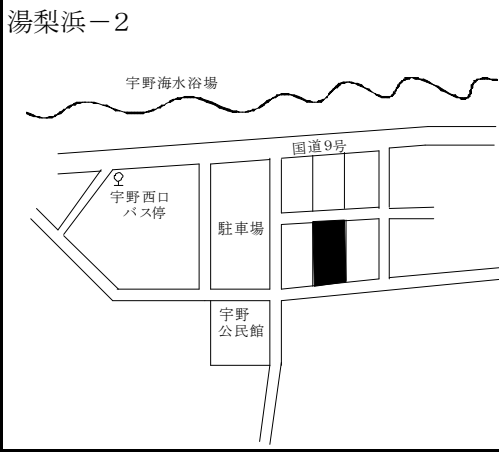 湯梨浜－2
宇野海水浴場
国道9号
宇野西口
バス停
駐車場
宇野
公民館